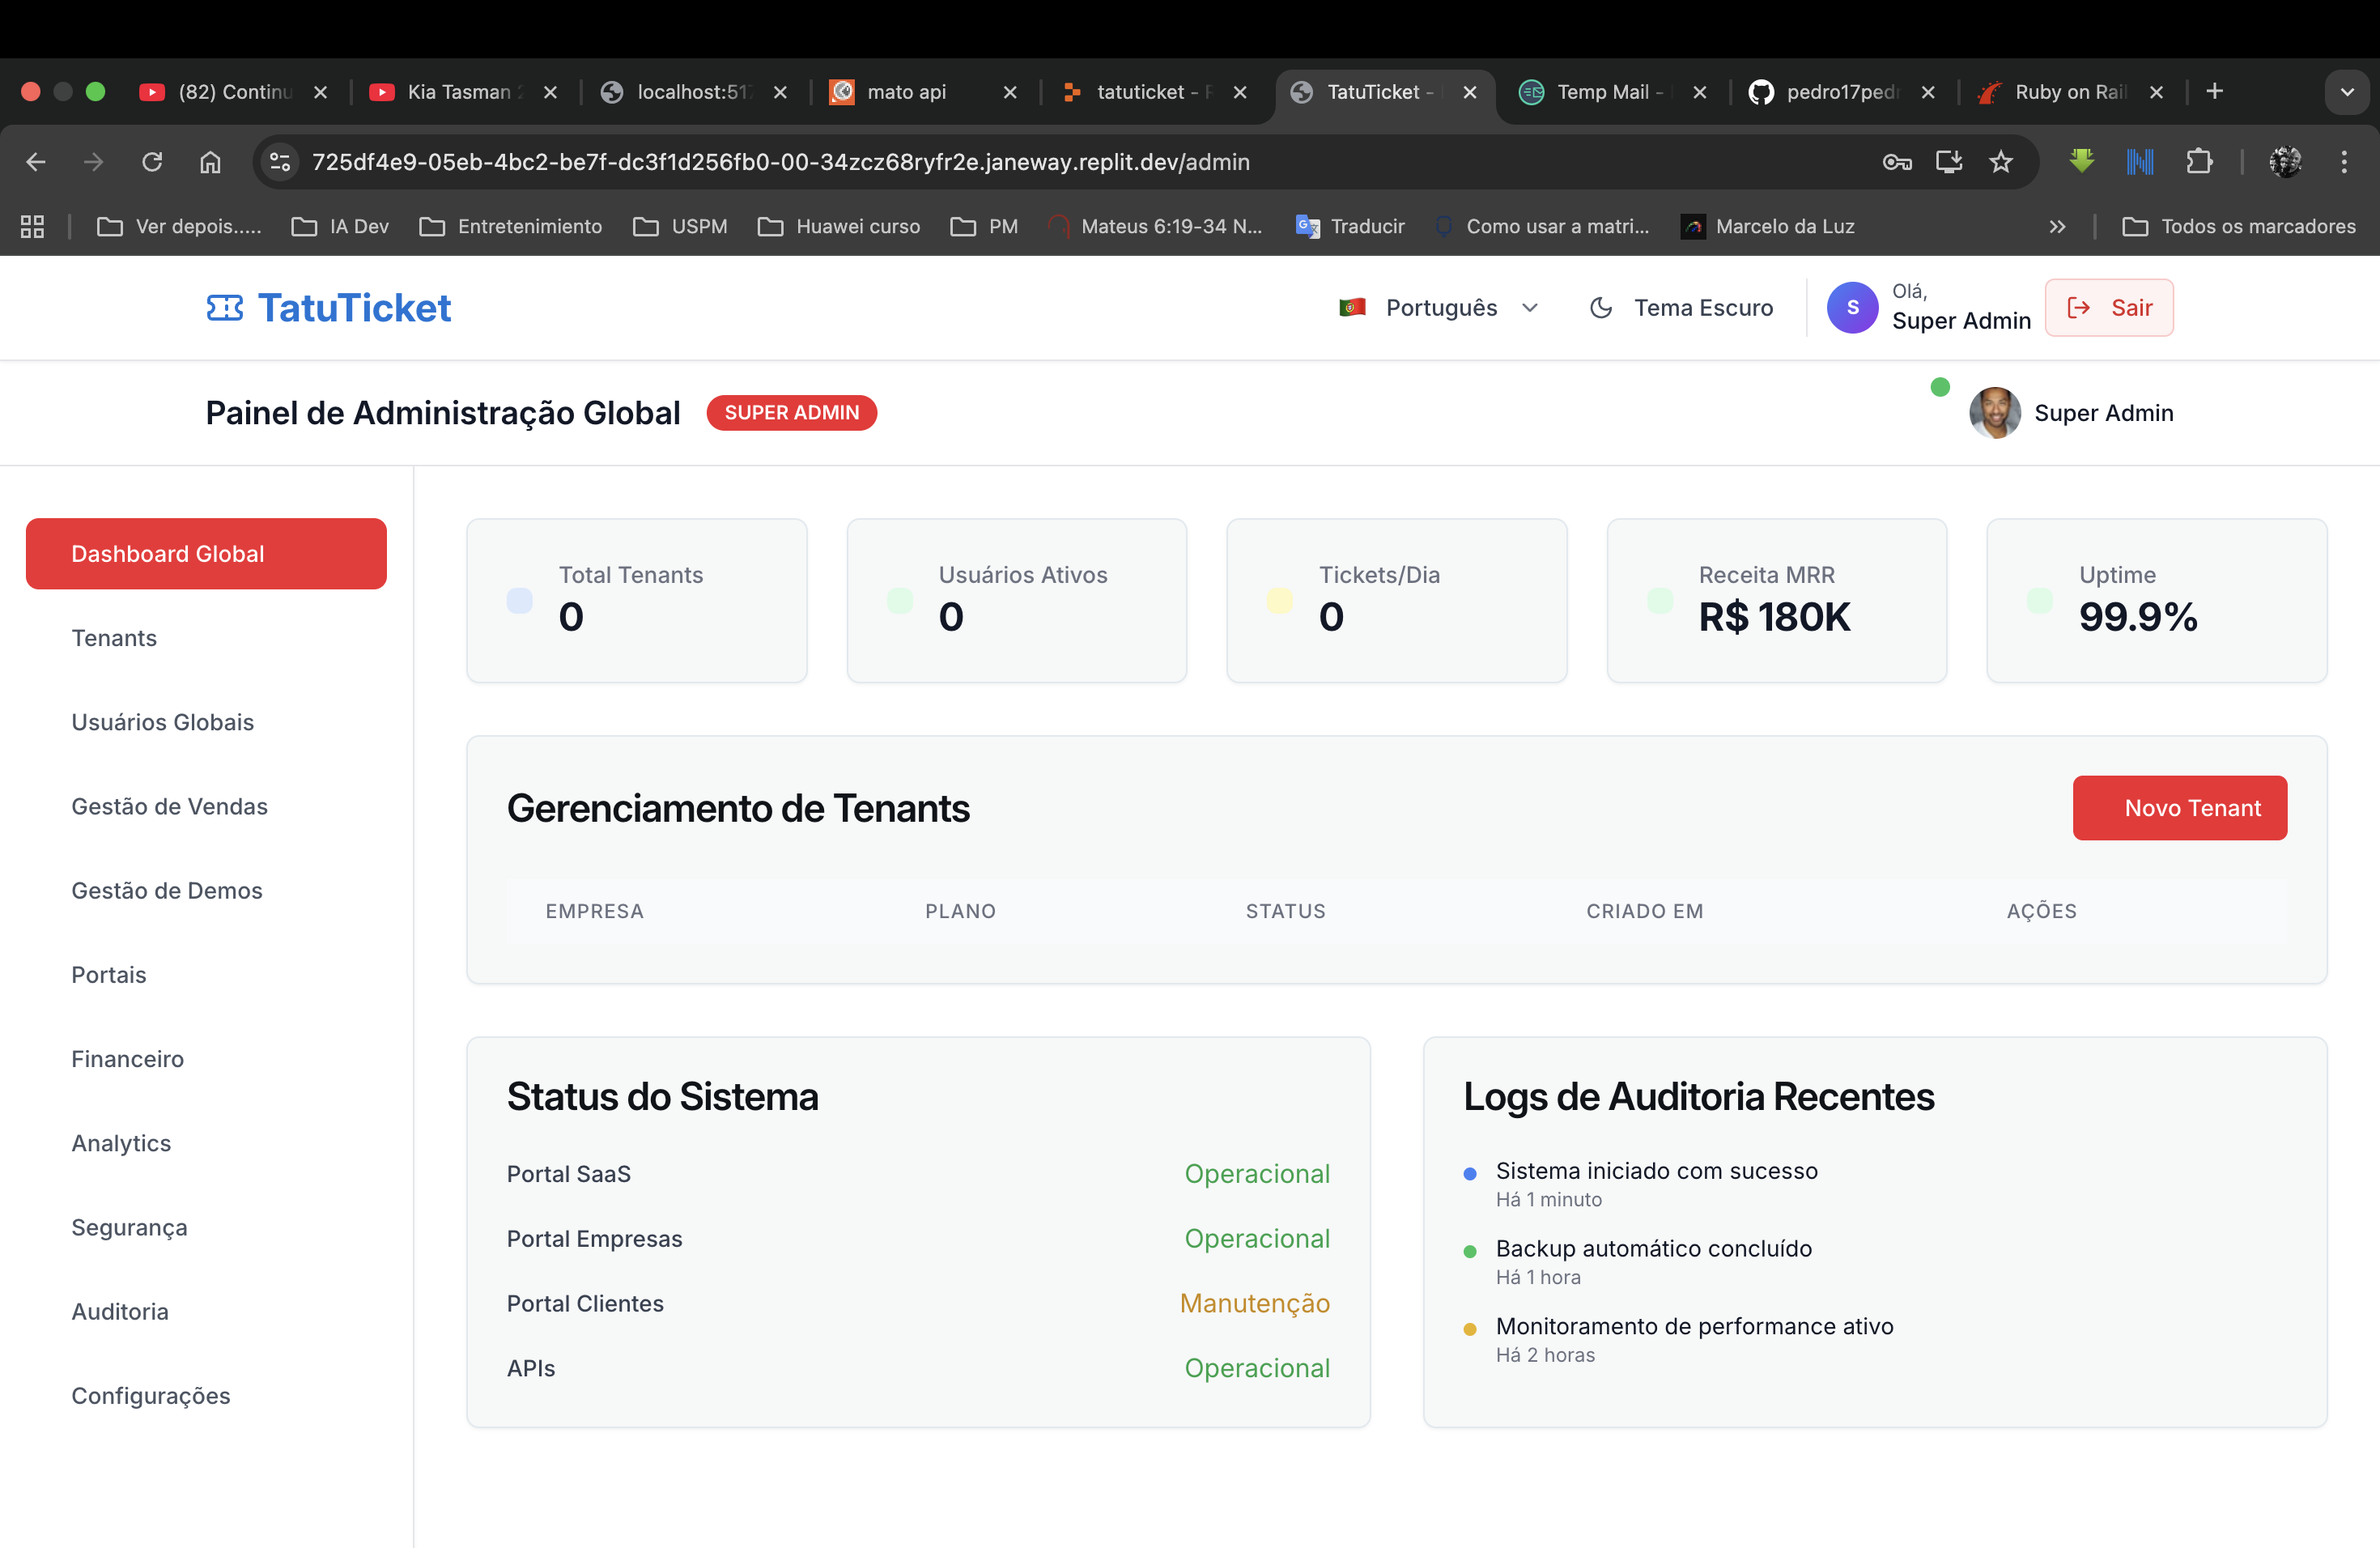 (82) Continu
Kia Tasman 2
localhost:517
mato api
tatuticket - R
TatuTicket -
Temp Mail -
pedro17pedr
Ruby on Rail
725df4e9-05eb-4bc2-be7f-dc3f1d256fb0-00-34zcz68ryfr2e.janeway.replit.dev/admin
Ver depois.....
IA Dev
Entretenimiento
USPM
Huawei curso
PM
Mateus 6:19-34 N...
Traducir
Como usar a matri...
Marcelo da Luz
Todos os marcadores
TatuTicket
Português
Tema Escuro
S
Olá,
Super Admin
Sair
Painel de Administração Global
SUPER ADMIN
Super Admin
Dashboard Global
Tenants
Usuários Globais
Gestão de Vendas
Gestão de Demos
Portais
Financeiro
Analytics
Segurança
Auditoria
Configurações
Total Tenants
0
Usuários Ativos
0
Tickets/Dia
0
Receita MRR
R$ 180K
Uptime
99.9%
Gerenciamento de Tenants
Novo Tenant
EMPRESA
PLANO
STATUS
CRIADO EM
AÇÕES
Status do Sistema
Portal SaaS
Operacional
Portal Empresas
Operacional
Portal Clientes
Manutenção
APIs
Operacional
Logs de Auditoria Recentes
Sistema iniciado com sucesso
Há 1 minuto
Backup automático concluído
Há 1 hora
Monitoramento de performance ativo
Há 2 horas